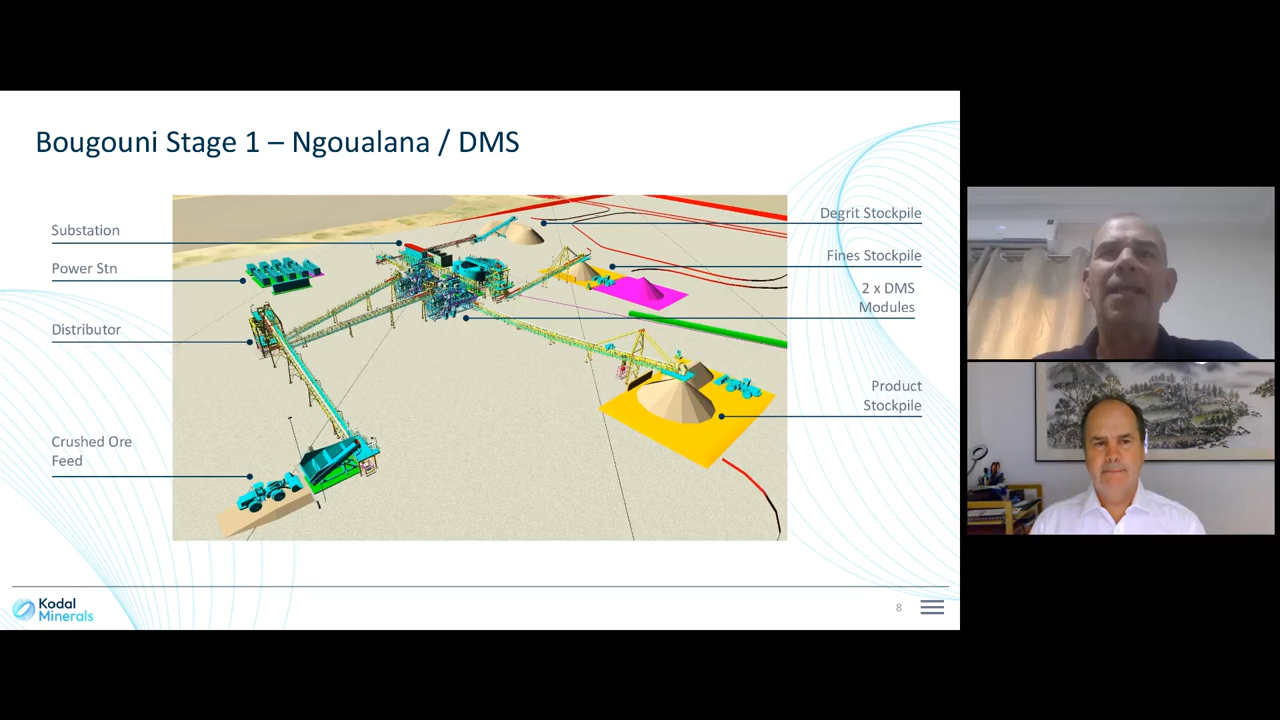 Bougouni Stage 1 – Ngoualana / DMS
Substation
Power Stn
Distributor
Crushed Ore
Feed
Degrit Stockpile
Fines Stockpile
2 x DMS
Modules
Product
Stockpile
Kodal
Minerals
8